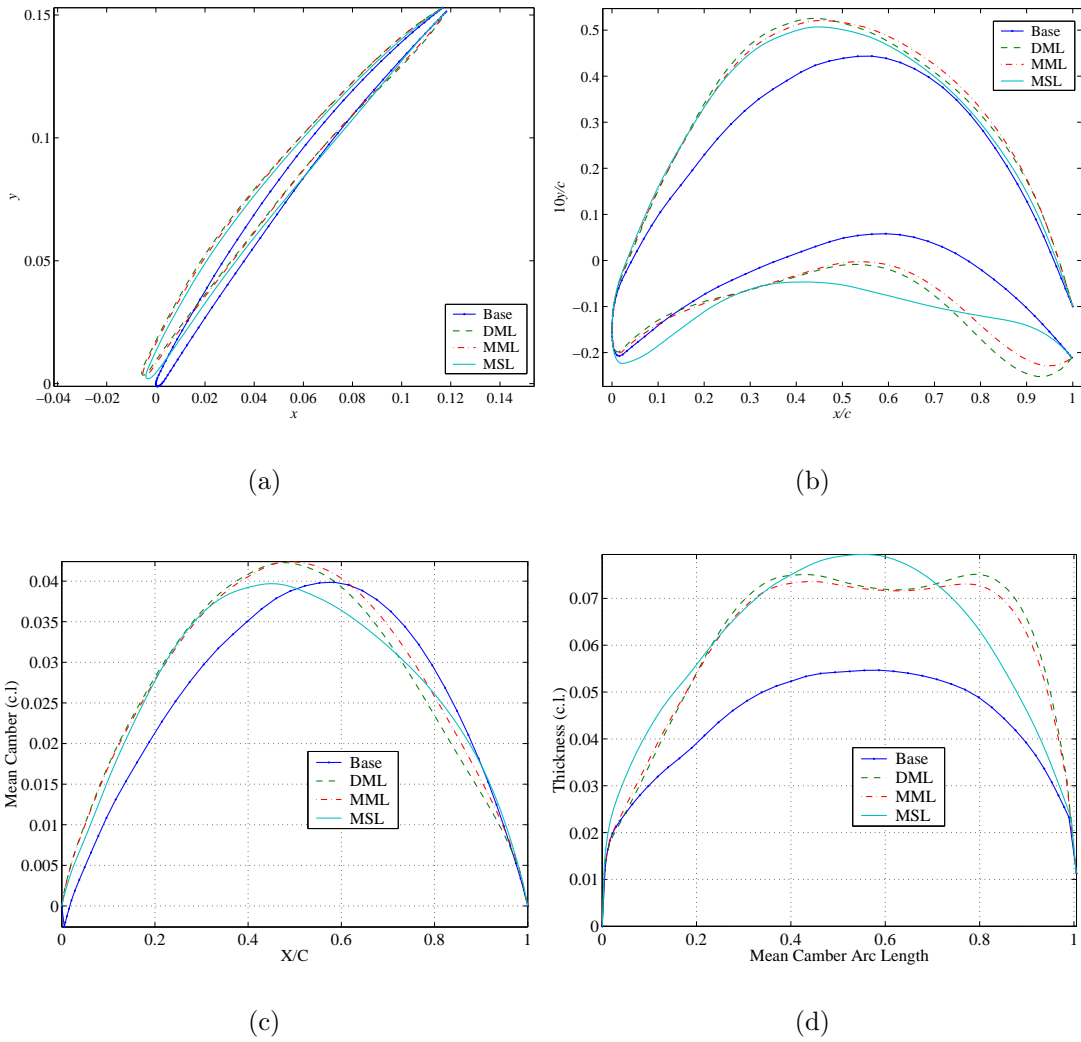 0.15
0.1
0.05
0
y
−0.04 −0.02 0 0.02 0.04 0.06 0.08 0.1 0.12 0.14
x
Base
DML
MML
MSL
(a)
0.5
0.4
0.3
0.2
0.1
0
−0.1
−0.2
10y/c
0 0.1 0.2 0.3 0.4 0.5 0.6 0.7 0.8 0.9 1
x/c
Base
DML
MML
MSL
(b)
0.04
0.035
0.03
0.025
0.02
0.015
0.01
0.005
0
Mean Camber (c.l)
0 0.2 0.4 0.6 0.8 1
X/C
Base
DML
MML
MSL
(c)
0.07
0.06
0.05
0.04
0.03
0.02
0.01
0
Thickness (c.l.)
0 0.2 0.4 0.6 0.8 1
Mean Camber Arc Length
Base
DML
MML
MSL
(d)